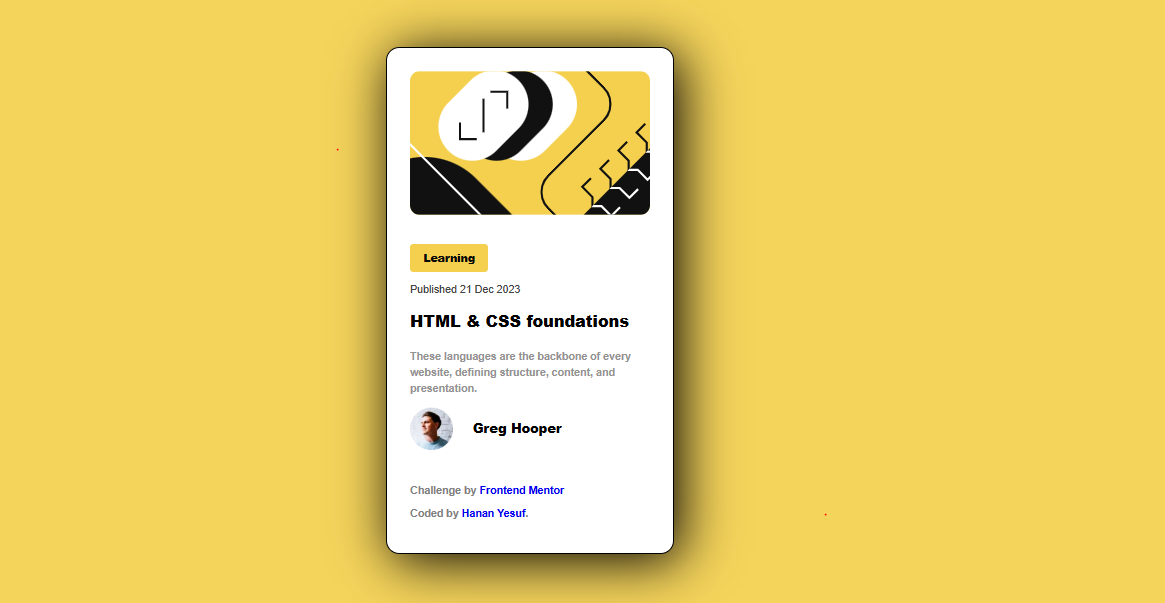 Learning
Published 21 Dec 2023
HTML & CSS foundations
These languages are the backbone of every
website, defining structure, content, and
presentation.
Greg Hooper
Challenge by Frontend Mentor
Coded by Hanan Yesuf.